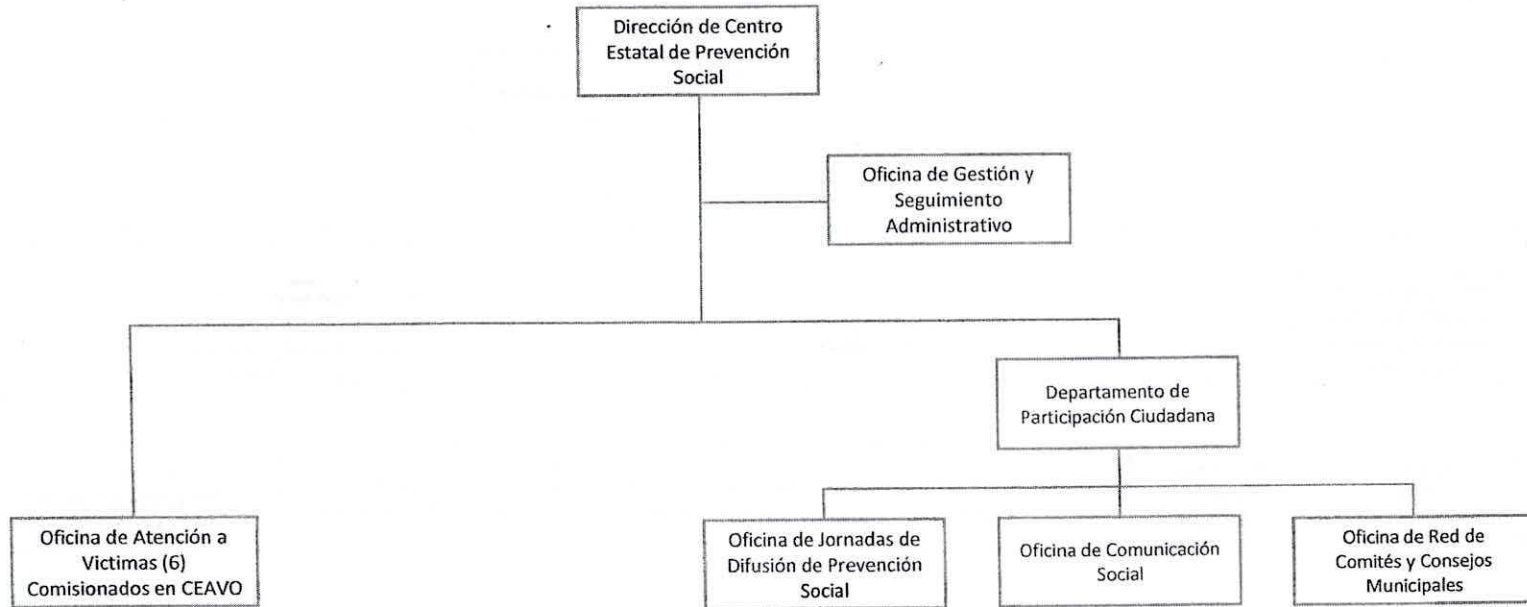 Dirección de Centro
Estatal de Prevención
Social
Oficina de Gestión y
Seguimiento
Administrativo
Departamento de
Participación Ciudadana
Oficina de Atención a
Victimas (6)
Comisionados en CEAVO
Oficina de Jornadas de
Difusión de Prevención
Social
Oficina de Comunicación
Social
Oficina de Red de
Comités y Consejos
Municipales